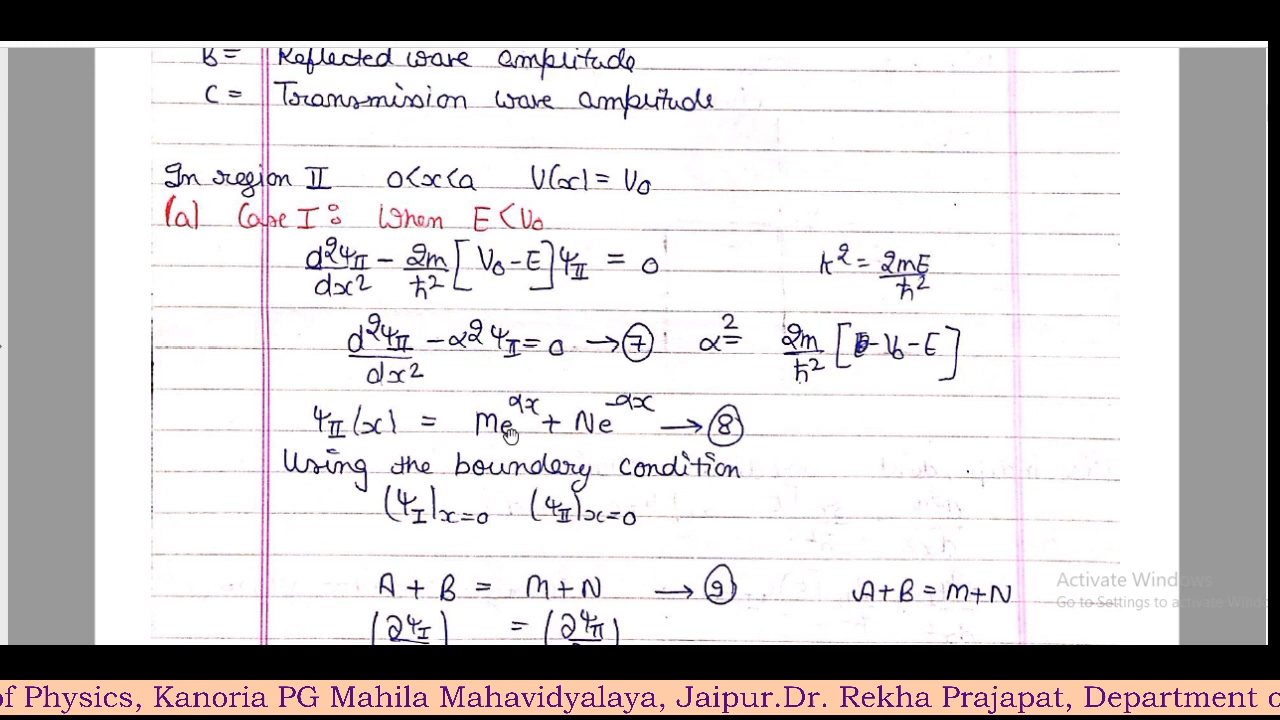 B = Reflected wave amplitude
C = Transmission wave amplitude
In region II 0<x<a V(x) = V₀
(a) Case I : When E < V₀
d²ψ_II/dx² − 2m/ħ² [V₀−E] ψ_II = 0 k² = 2mE/ħ²
d²ψ_II/dx² − α²ψ_II = 0 → ⑦ α² = 2m/ħ² [ V₀ − E]
ψ_II(x) = Me^αx + Ne^−αx → ⑧
Using the boundary condition
(ψ_I)x=0 (ψ_II)x=0
A + B = M+N → ⑨ A+B = M+N
(∂ψ_I = (∂ψ_II
Activate Windows
Go to Settings to activate Windo
of Physics, Kanoria PG Mahila Mahavidyalaya, Jaipur.Dr. Rekha Prajapat, Department o